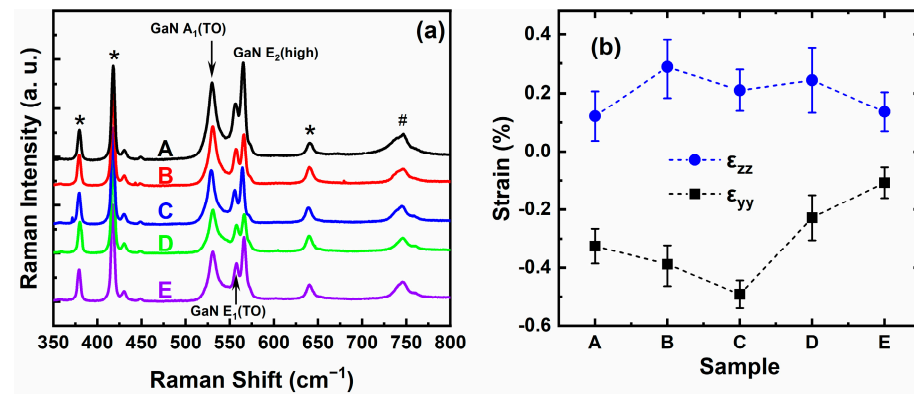 (a)
GaN A₁(TO)
GaN E₂(high)
*
*
*
#
A
B
C
D
E
GaN E₁(TO)
Raman Intensity (a. u.)
350 400 450 500 550 600 650 700 750 800
Raman Shift (cm⁻¹)
(b)
0.4
0.2
0.0
-0.2
-0.4
-0.6
Strain (%)
εzz
εyy
A B C D E
Sample